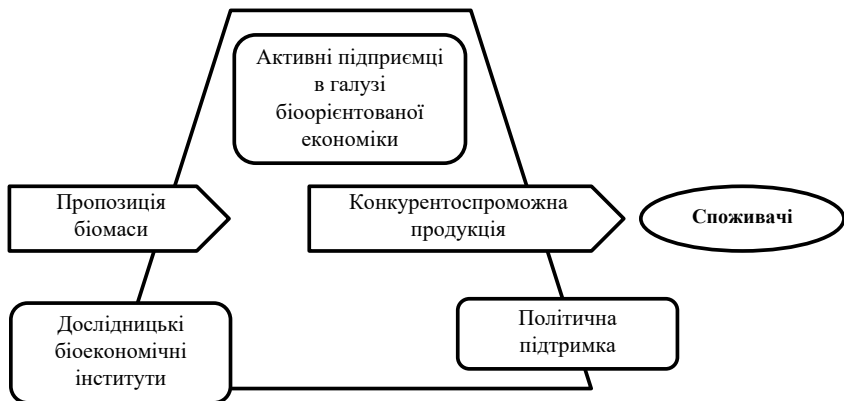 Активні підприємці
в галузі
біоорієнтованої
економіки
Пропозиція
біомаси
Конкурентоспроможна
продукція
Споживачі
Дослідницькі
біоекономічні
інститути
Політична
підтримка